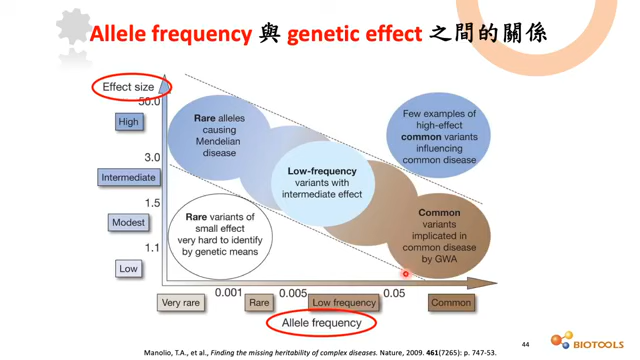 Allele frequency 與 genetic effect 之間的關係
Effect size
50.0
High
3.0
Intermediate
1.5
Modest
1.1
Low
Rare alleles
causing
Mendelian
disease
Few examples of
high-effect
common variants
influencing
common disease
Low-frequency
variants with
intermediate effect
Rare variants of
small effect
very hard to identify
by genetic means
Common
variants
implicated in
common disease
by GWA
0.001
0.005
0.05
Very rare
Rare
Low frequency
Common
Allele frequency
44
BIOTOOLS
Manolio, T.A., et al., Finding the missing heritability of complex diseases. Nature, 2009. 461(7265): p. 747-53.